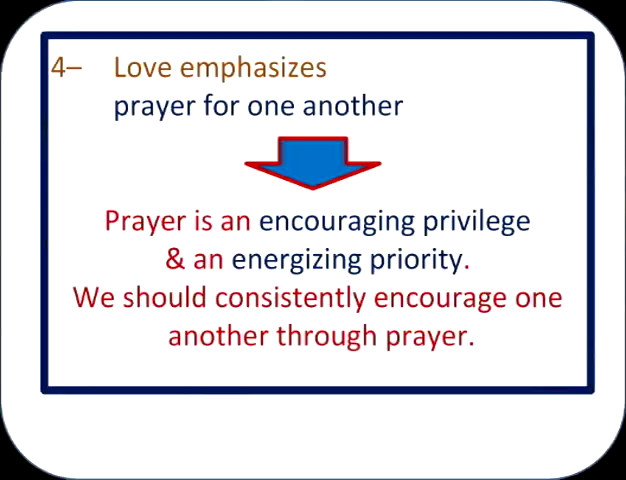 4– Love emphasizes
prayer for one another
Prayer is an encouraging privilege
& an energizing priority.
We should consistently encourage one
another through prayer.